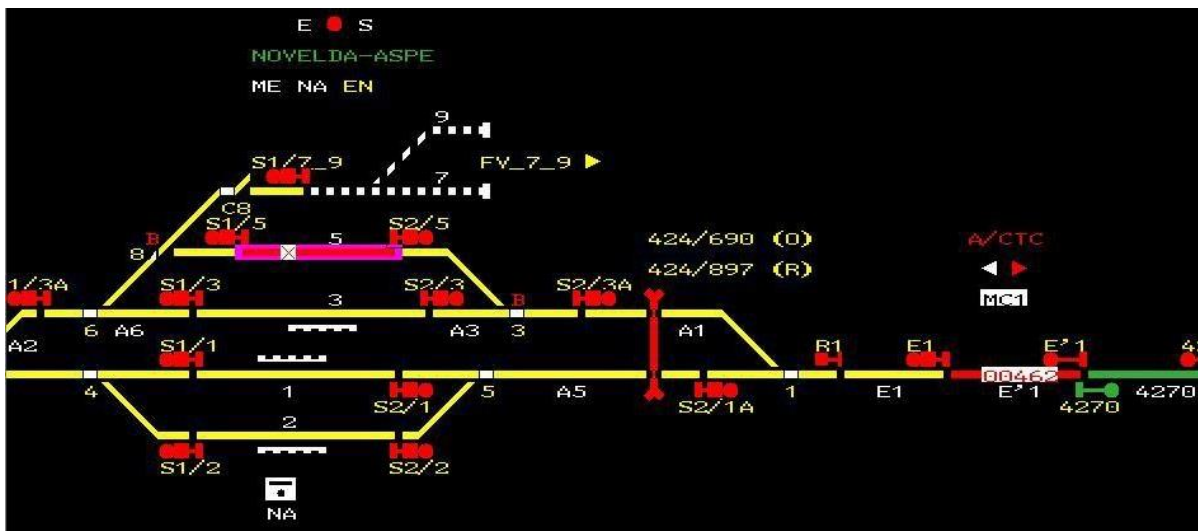 E S
NOVELDA-ASPE
ME NA EN
9
S1/7_9
FV_7_9
7
C8
S1/5 S2/5
B 5
8
424/690 (O) A/CTC
424/897 (R)
1/3A S1/3 S2/3 S2/3A MC1
3 B
A2 6 A6 A3 3 A1
S1/1 R1 E1 E'1 42
00462
4 1 5 A5 1 E1 E'1 4270
S2/1 S2/1A 4270
2
S1/2 S2/2
NA